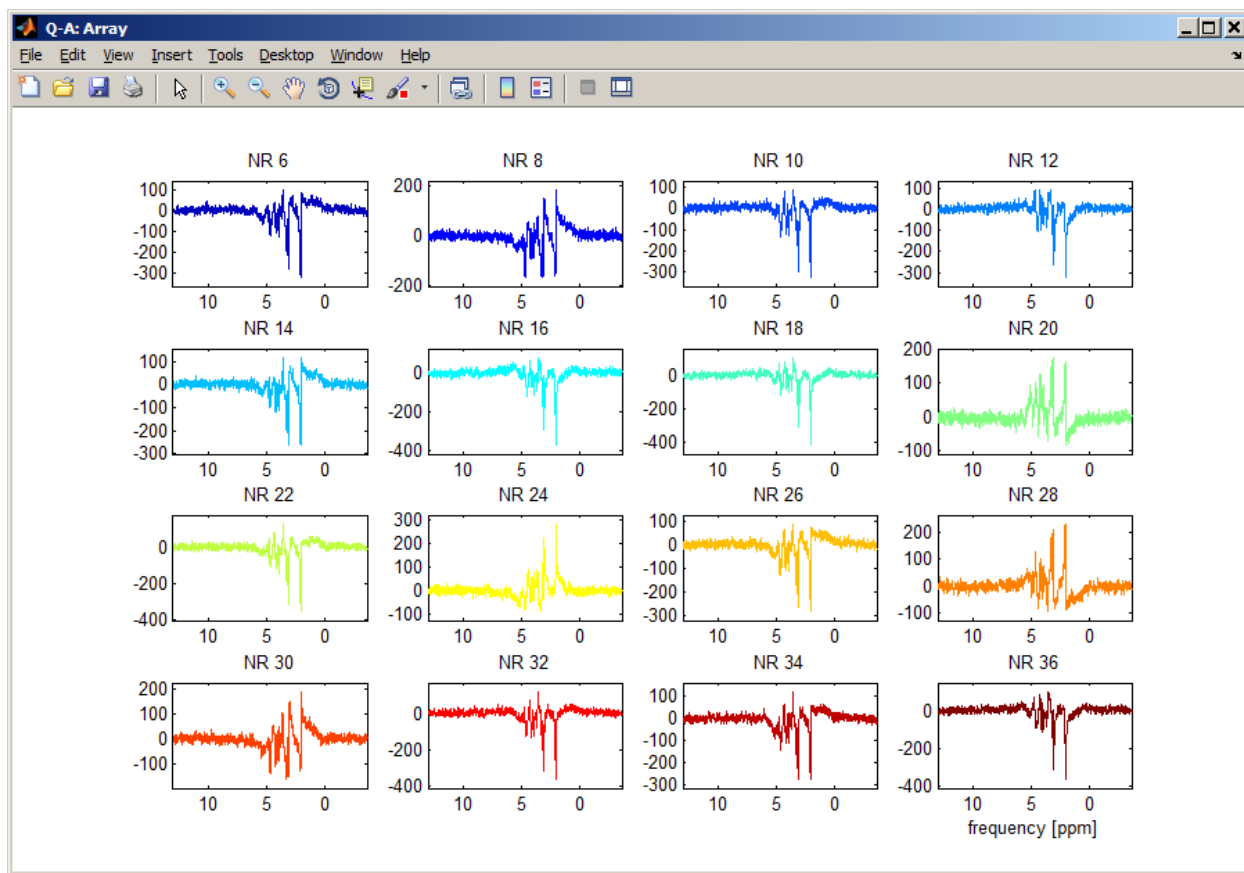 Q-A: Array
File Edit View Insert Tools Desktop Window Help
NR 6 NR 8 NR 10 NR 12
100 0 -100 -200 -300 200 0 -200 100 0 -100 -200 -300 100 0 -100 -200 -300
10 5 0 10 5 0 10 5 0 10 5 0
NR 14 NR 16 NR 18 NR 20
100 0 -100 -200 -300 0 -200 -400 0 -200 -400 200 100 0 -100
10 5 0 10 5 0 10 5 0 10 5 0
NR 22 NR 24 NR 26 NR 28
0 -200 -400 300 200 100 0 -100 100 0 -100 -200 -300 200 100 0 -100
10 5 0 10 5 0 10 5 0 10 5 0
NR 30 NR 32 NR 34 NR 36
200 100 0 -100 0 -200 -400 100 0 -100 -200 -300 0 -200 -400
10 5 0 10 5 0 10 5 0 10 5 0
frequency [ppm]